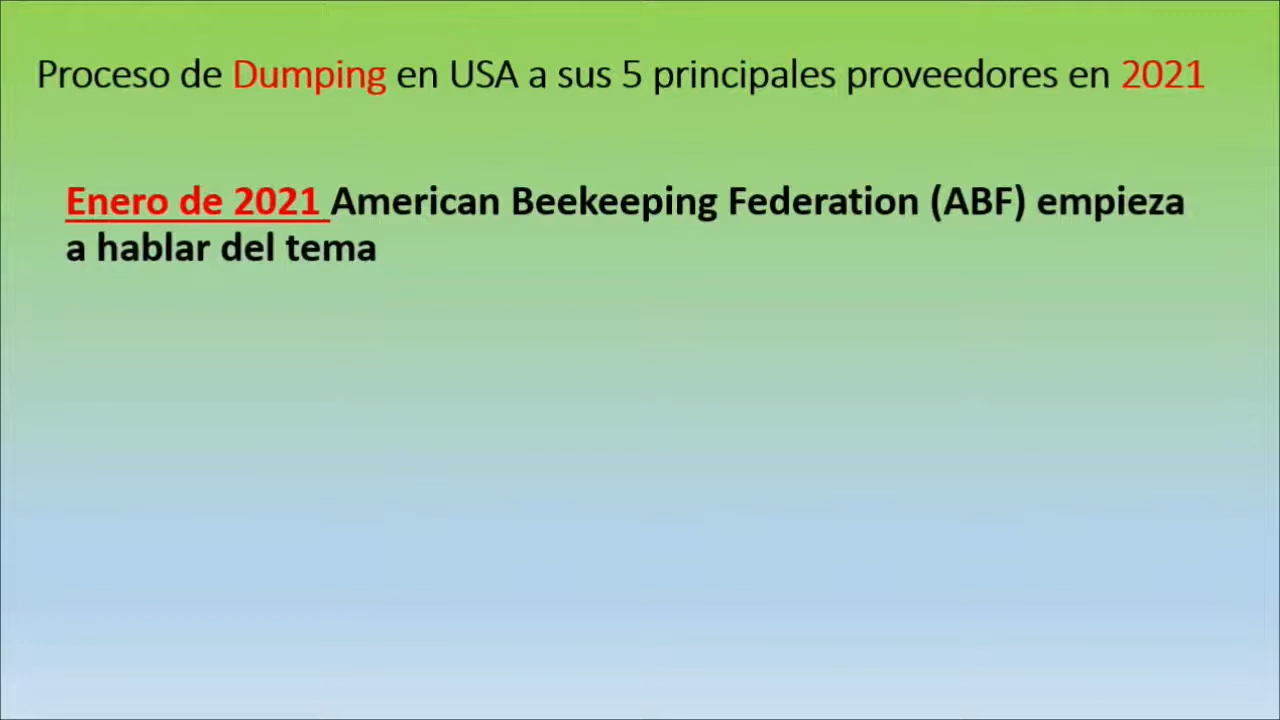 Proceso de Dumping en USA a sus 5 principales proveedores en 2021
Enero de 2021 American Beekeeping Federation (ABF) empieza
a hablar del tema